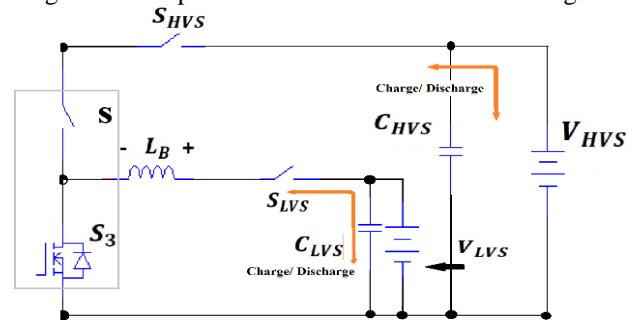 S_HVS
Charge/ Discharge
S
C_HVS
V_HVS
- L_B +
S_LVS
S_3
C_LVS
V_LVS
Charge/ Discharge